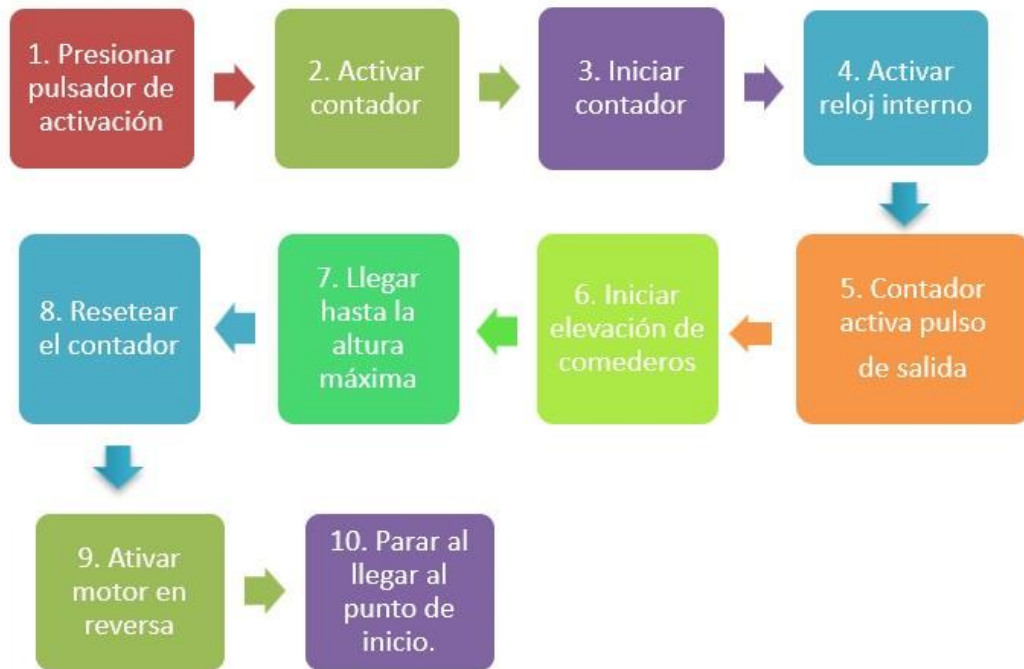 1. Presionar
pulsador de
activación
2. Activar
contador
3. Iniciar
contador
4. Activar
reloj interno
5. Contador
activa pulso
de salida
6. Iniciar
elevación de
comederos
7. Llegar
hasta la
altura
máxima
8. Resetear
el contador
9. Ativar
motor en
reversa
10. Parar al
llegar al
punto de
inicio.